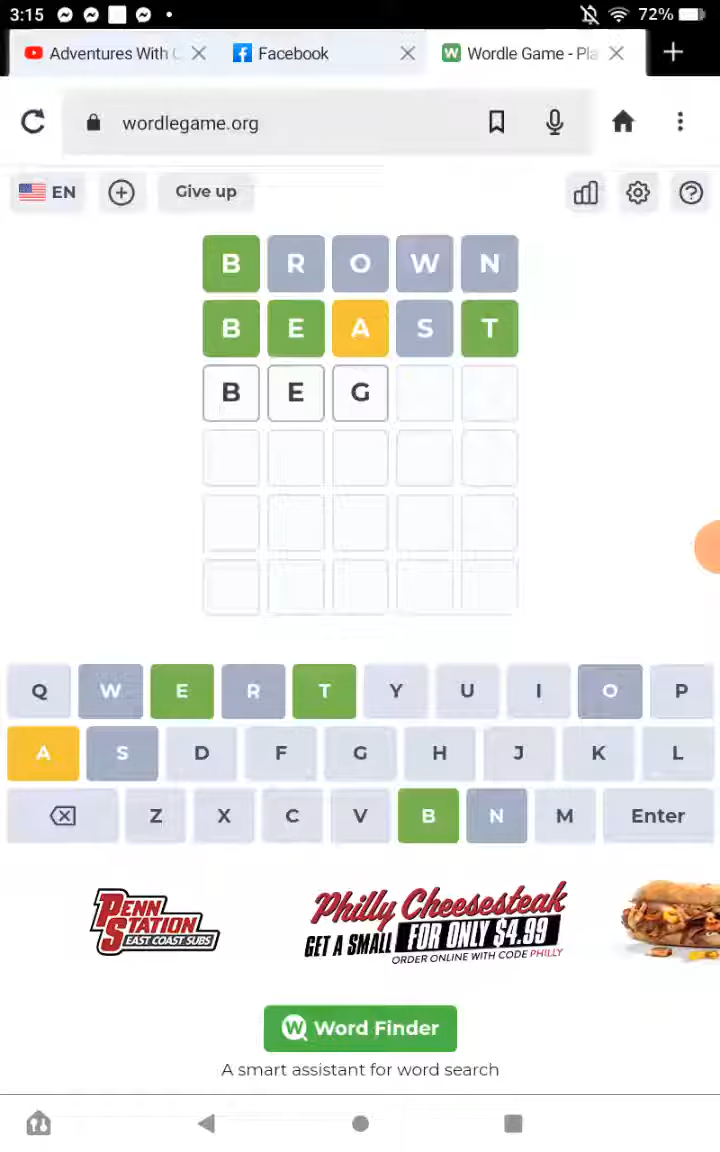 3:15 72%
Adventures With Facebook Wordle Game - Pla
wordlegame.org
EN Give up
B R O W N
B E A S T
B E G
Q W E R T Y U I O P
A S D F G H J K L
Z X C V B N M Enter
PENN STATION
EAST COAST SUBS
Philly Cheesesteak
GET A SMALL FOR ONLY $4.99
ORDER ONLINE WITH CODE PHILLY
W Word Finder
A smart assistant for word search